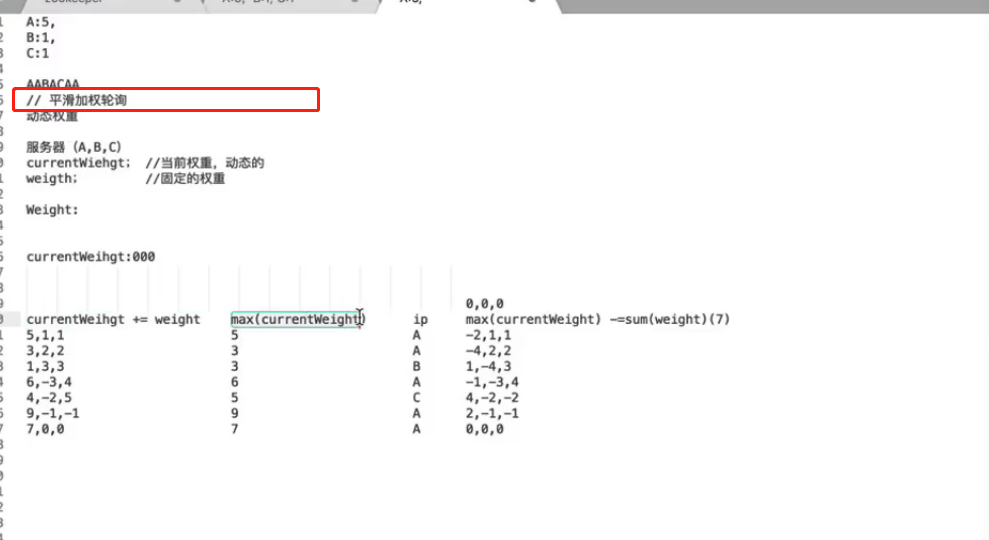 A:5,
B:1,
C:1
AABACAA
// 平滑加权轮询
动态权重
服务器（A,B,C）
currentWiehgt; //当前权重，动态的
weigth; //固定的权重
Weight:
currentWeihgt:000
0,0,0
currentWeihgt += weight max(currentWeight) ip max(currentWeight) -=sum(weight)(7)
5,1,1 5 A -2,1,1
3,2,2 3 A -4,2,2
1,3,3 3 B 1,-4,3
6,-3,4 6 A -1,-3,4
4,-2,5 5 C 4,-2,-2
9,-1,-1 9 A 2,-1,-1
7,0,0 7 A 0,0,0